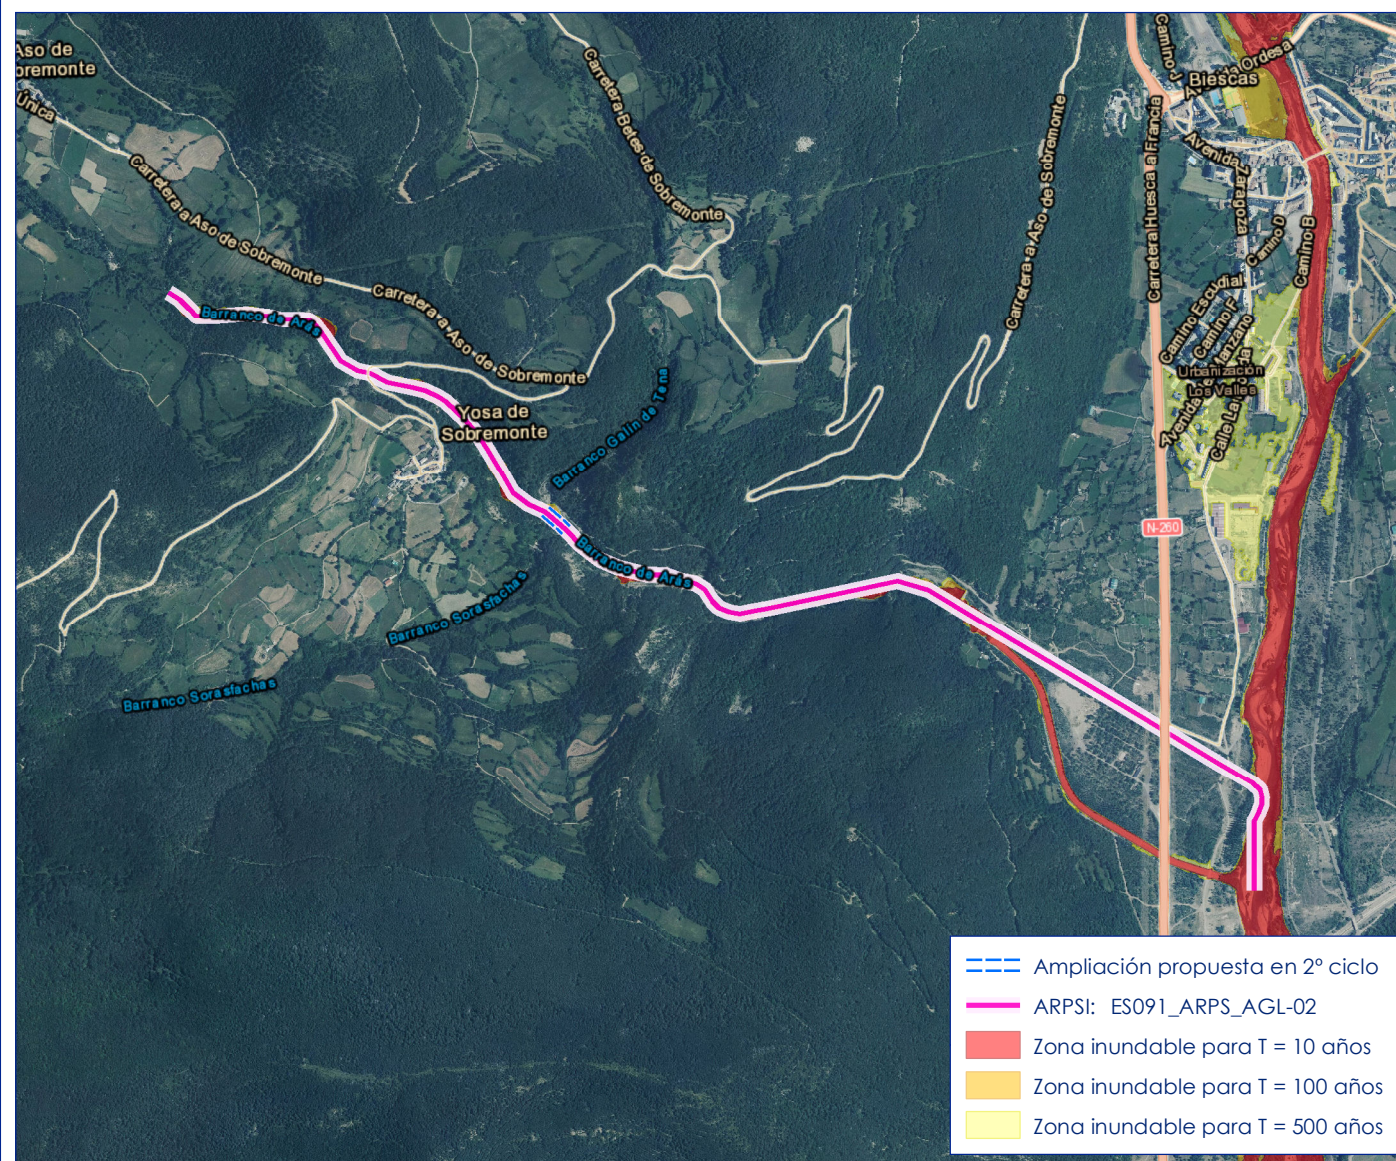 Aso de
bremonte
Única
Carretera a Aso de Sobremonte
Carretera Betes de Sobremonte
Carretera a Aso de Sobremonte
Carretera a Aso de Sobremonte
Barranco de Arás
Yosa de
Sobremonte
Barranco Galín de Tena
Barranco de Arás
Barranco Sorasfachas
Barranco Sorasfachas
Carretera Huesca a Francia
N-260
Ordesa
Biescas
Avenida Zaragoza
Camino D
Camino B
Camino Escudial
Camino F
Manzano
Urbanización
Los Valles
Avenida
Calle La
Ampliación propuesta en 2º ciclo
ARPSI: ES091_ARPS_AGL-02
Zona inundable para T = 10 años
Zona inundable para T = 100 años
Zona inundable para T = 500 años